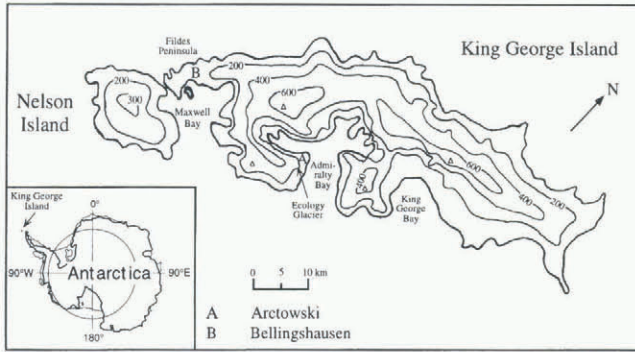 King George Island
Fildes
Peninsula
B
200
400
600
200
300
Nelson
Island
Maxwell
Bay
N
Admi-
ralty
Bay
A
Ecology
Glacier
400
King
George
Bay
600
400
200
King George
Island
0°
90°W
Antarctica
90°E
180°
0 5 10 km
A Arctowski
B Bellingshausen